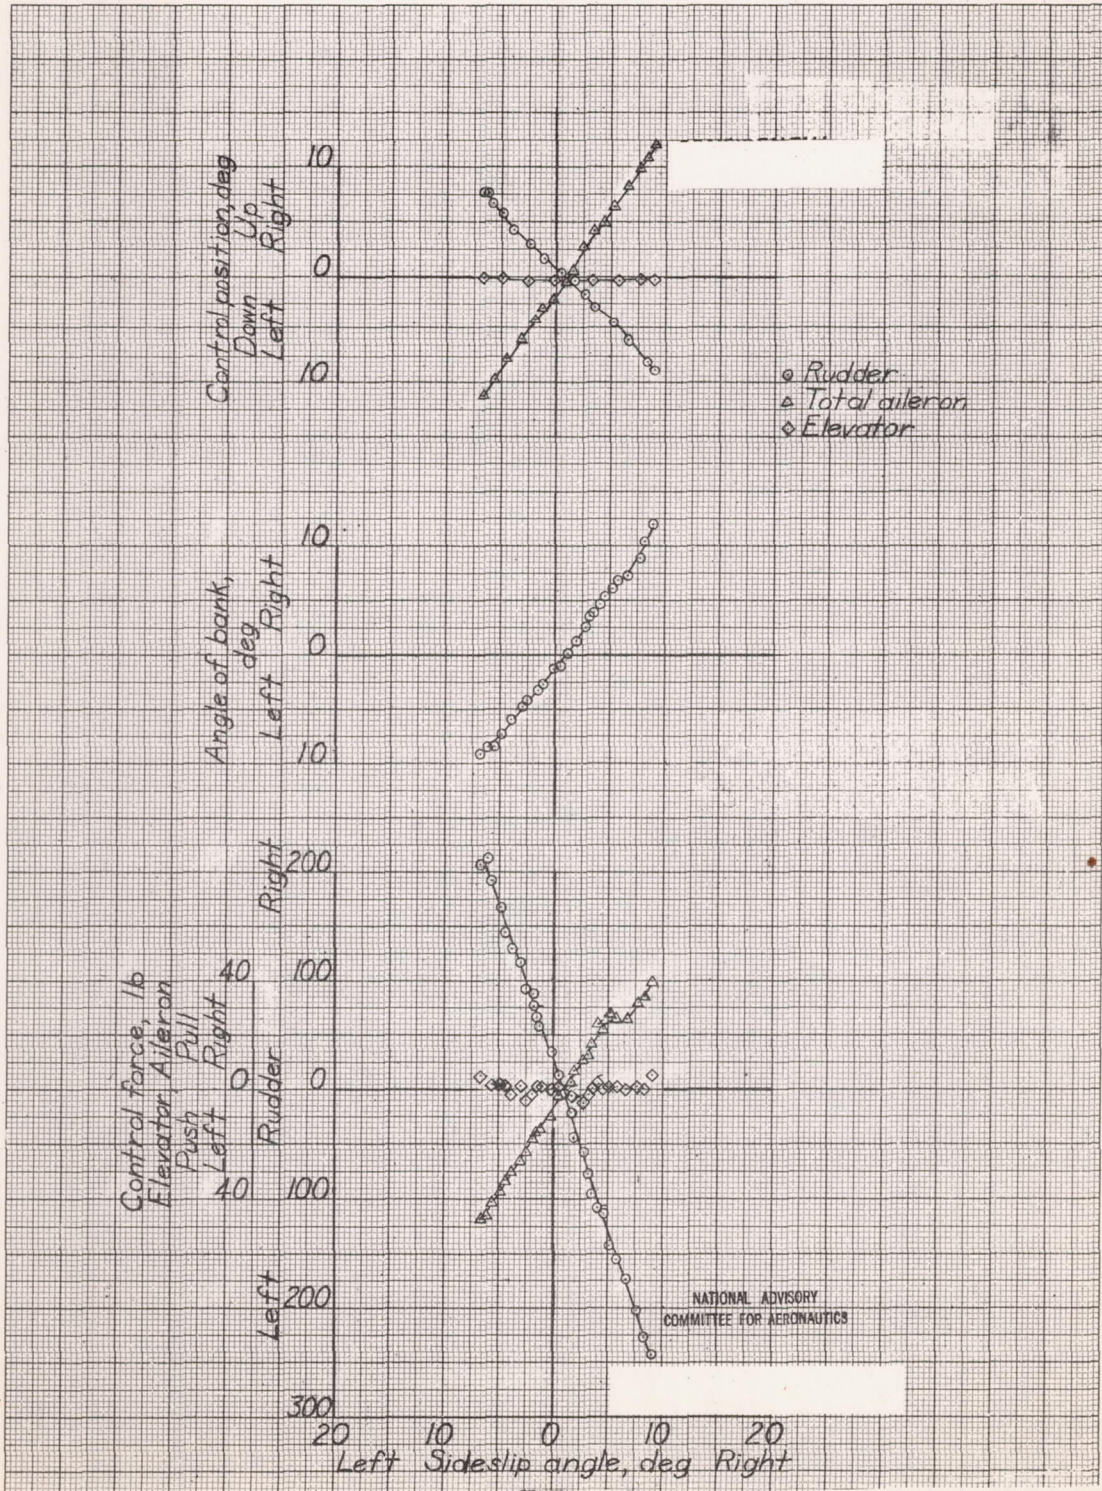 Control position, deg
Down Up
Left Right
10
0
10
Rudder
Total aileron
Elevator
Angle of bank,
deg
Left Right
10
0
10
Control force, lb
Elevator, Aileron
Push Pull
Left Right
40
0
40
Left Rudder Right
200
100
0
100
200
300
NATIONAL ADVISORY
COMMITTEE FOR AERONAUTICS
20 10 0 10 20
Left Sideslip angle, deg Right